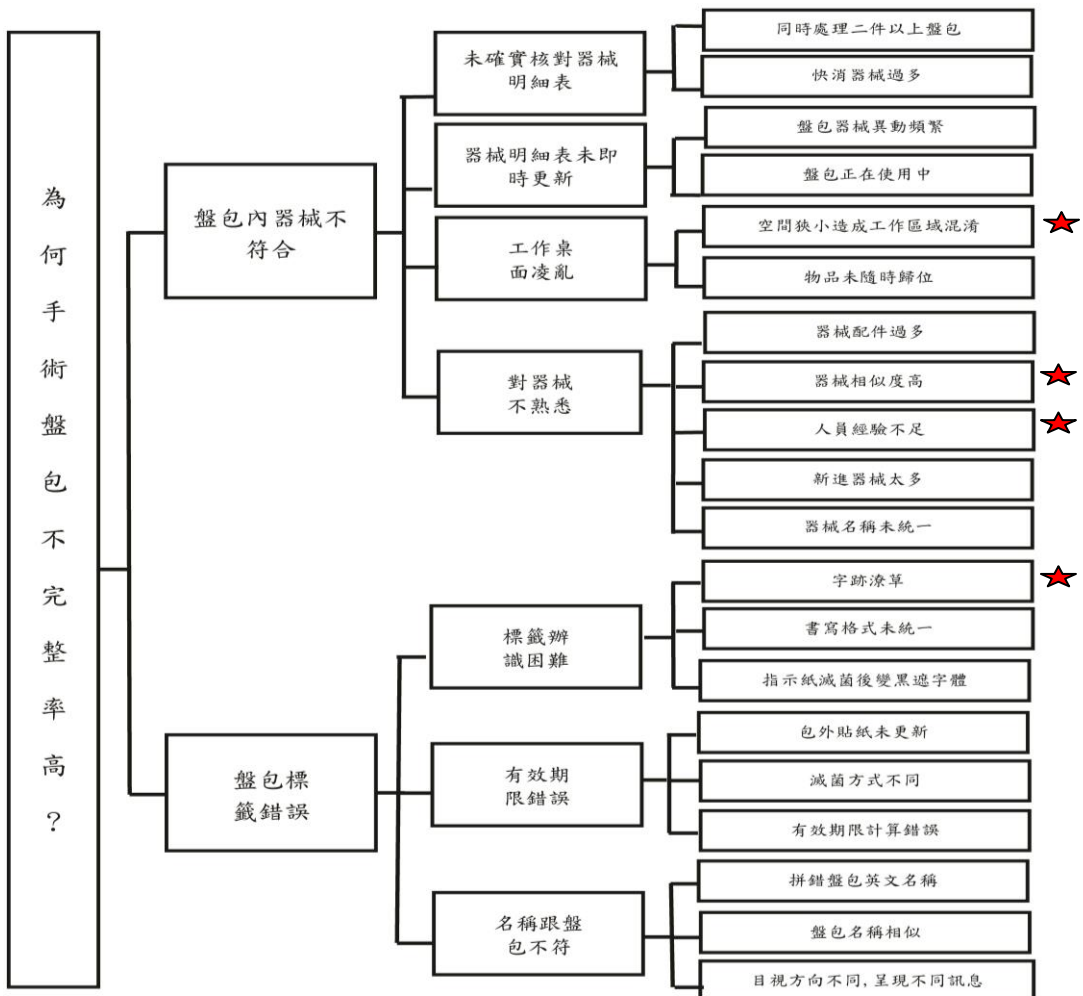 為何手術盤包不完整率高？
盤包內器械不
符合
未確實核對器械
明細表
同時處理二件以上盤包
快消器械過多
器械明細表未即
時更新
盤包器械異動頻繁
盤包正在使用中
工作桌
面凌亂
空間狹小造成工作區域混淆
物品未隨時歸位
對器械
不熟悉
器械配件過多
器械相似度高
人員經驗不足
新進器械太多
器械名稱未統一
盤包標
籤錯誤
標籤辦
識困難
字跡潦草
書寫格式未統一
指示紙滅菌後變黑遮字體
有效期
限錯誤
包外貼紙未更新
滅菌方式不同
有效期限計算錯誤
名稱跟盤
包不符
拼錯盤包英文名稱
盤包名稱相似
目視方向不同,呈現不同訊息